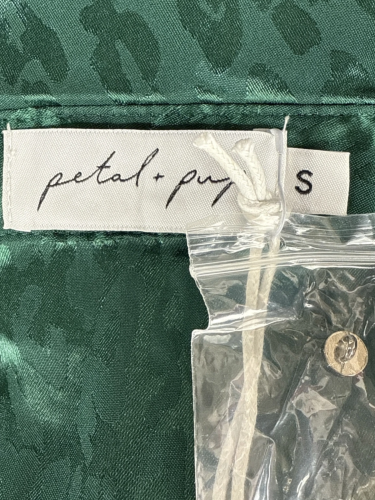 petal + pup
S